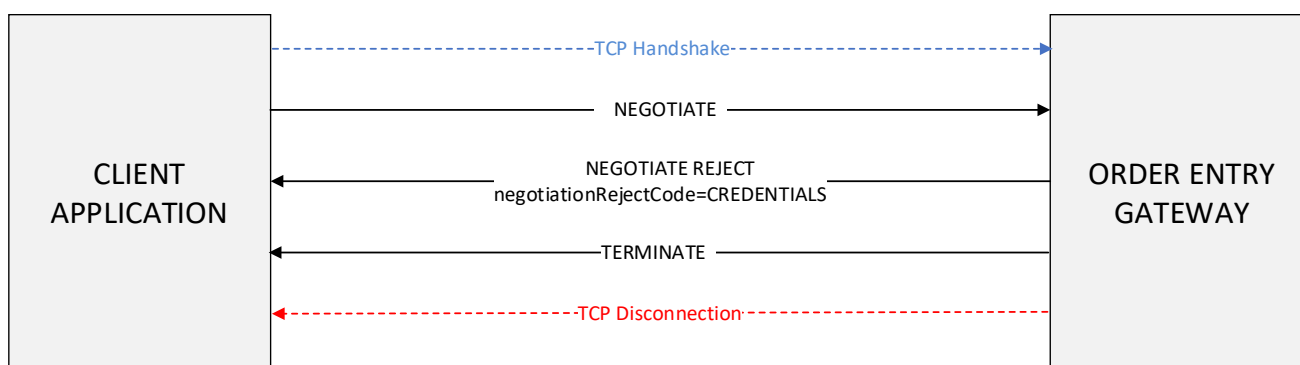 TCP Handshake
NEGOTIATE
CLIENT
APPLICATION
NEGOTIATE REJECT
negotiationRejectCode=CREDENTIALS
ORDER ENTRY
GATEWAY
TERMINATE
TCP Disconnection